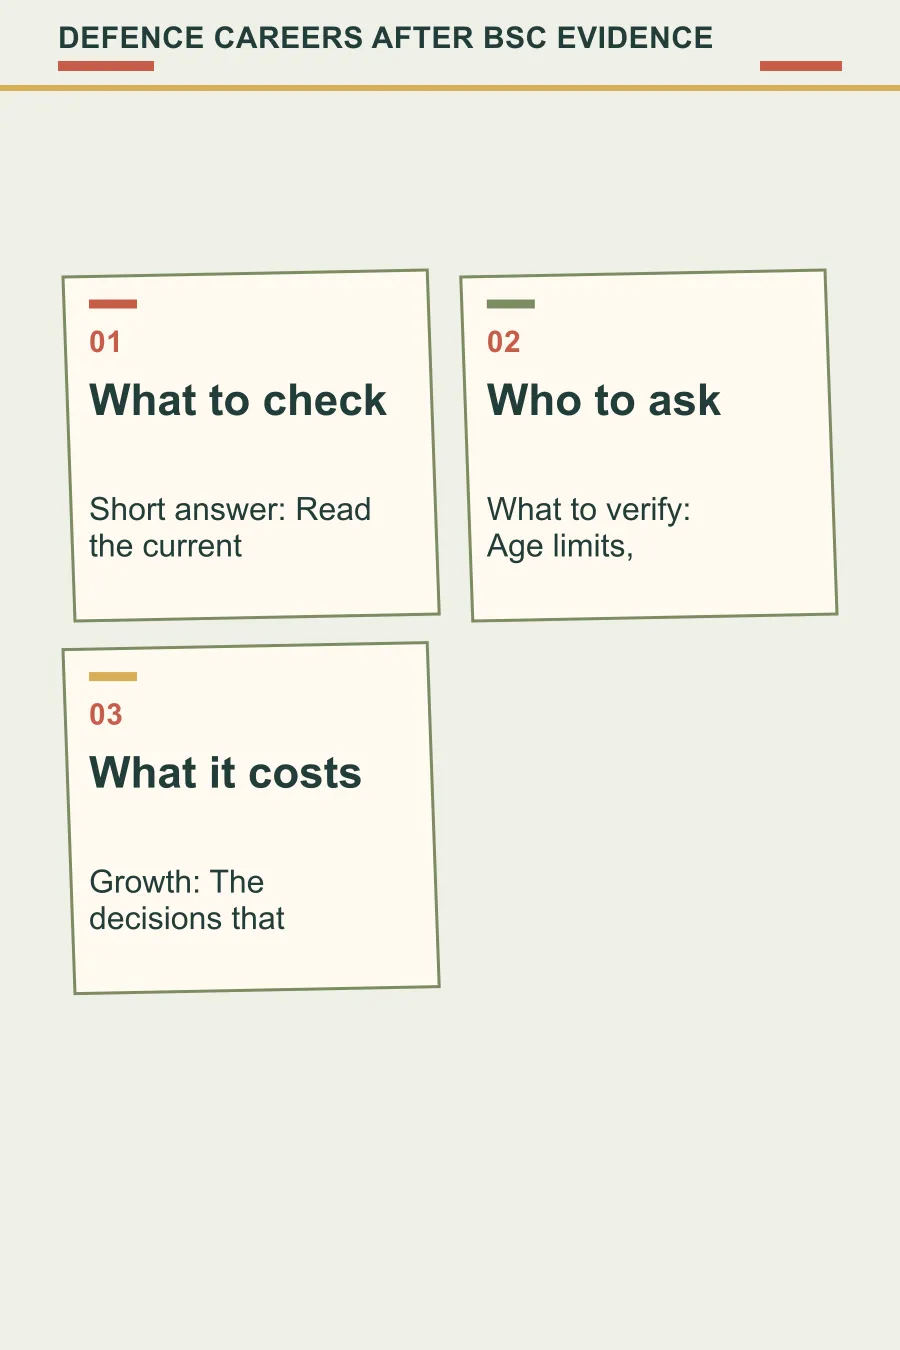 DEFENCE CAREERS AFTER BSC EVIDENCE
01
What to check
Short answer: Read
the current
02
Who to ask
What to verify:
Age limits,
03
What it costs
Growth: The
decisions that